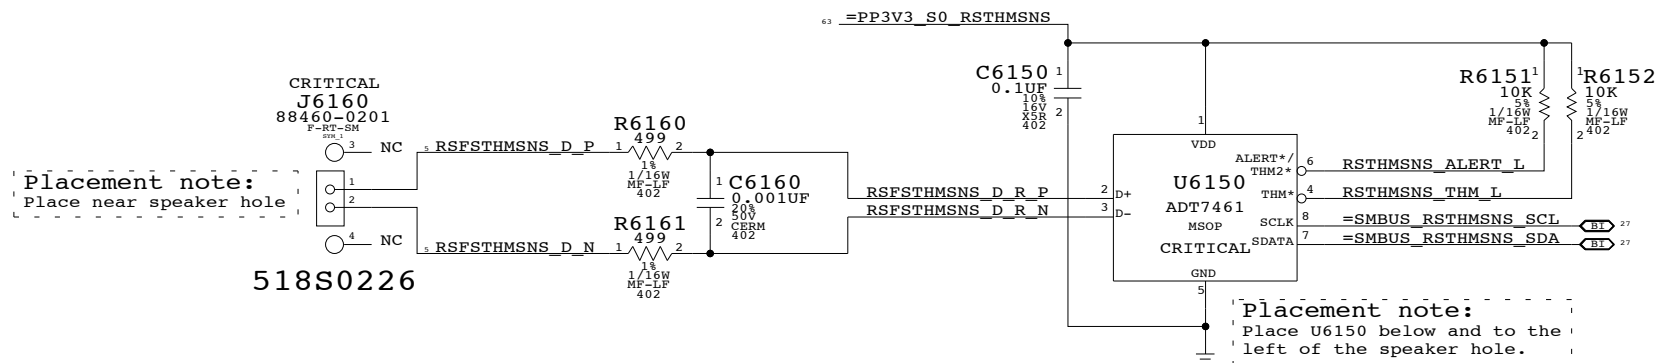 63 =PP3V3_S0_RSTHMSNS
CRITICAL
J6160
88460-0201
F-RT-SM
SYM_1
3 NC
1
2
4 NC
518S0226
Placement note:
Place near speaker hole
5 RSFSTHMSNS_D_P
R6160
1 499 2
1%
1/16W
MF-LF
402
5 RSFSTHMSNS_D_N
R6161
1 499 2
1%
1/16W
MF-LF
402
1 C6160
0.001UF
20%
50V
2 CERM
402
RSFSTHMSNS_D_R_P
RSFSTHMSNS_D_R_N
C6150 1
0.1UF
10%
16V
X5R 2
402
1
VDD
2 D+
3 D-
U6150
ADT7461
MSOP
CRITICAL
ALERT*/
THM2*
6
THM*
4
SCLK
8
SDATA
7
GND
5
R6151 1
10K
5%
1/16W
MF-LF
402 2
1 R6152
10K
5%
1/16W
MF-LF
2 402
RSTHMSNS_ALERT_L
RSTHMSNS_THM_L
=SMBUS_RSTHMSNS_SCL BI 27
=SMBUS_RSTHMSNS_SDA BI 27
Placement note:
Place U6150 below and to the
left of the speaker hole.